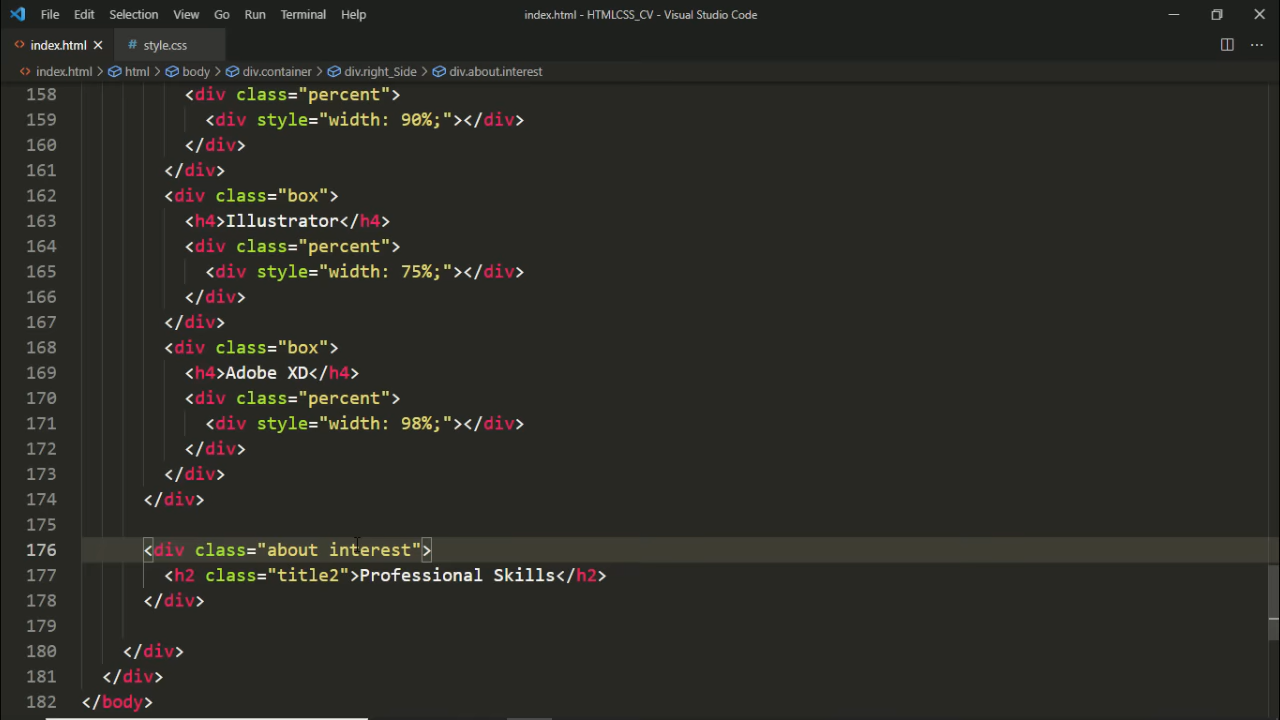 File Edit Selection View Go Run Terminal Help index.html - HTMLCSS_CV - Visual Studio Code
index.html style.css
index.html > html > body > div.container > div.right_Side > div.about.interest
158 <div class="percent">
159 <div style="width: 90%;"></div>
160 </div>
161 </div>
162 <div class="box">
163 <h4>Illustrator</h4>
164 <div class="percent">
165 <div style="width: 75%;"></div>
166 </div>
167 </div>
168 <div class="box">
169 <h4>Adobe XD</h4>
170 <div class="percent">
171 <div style="width: 98%;"></div>
172 </div>
173 </div>
174 </div>
175
176 <div class="about interest">
177 <h2 class="title2">Professional Skills</h2>
178 </div>
179
180 </div>
181 </div>
182 </body>